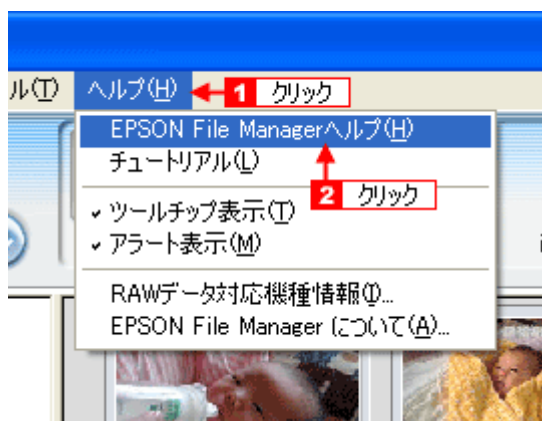 ル(T) ヘルプ(H) 1 クリック
EPSON File Managerヘルプ(H)
チュートリアル(L)
2 クリック
ツールチップ表示(T)
アラート表示(M)
RAWデータ対応機種情報(I)...
EPSON File Manager について(A)...